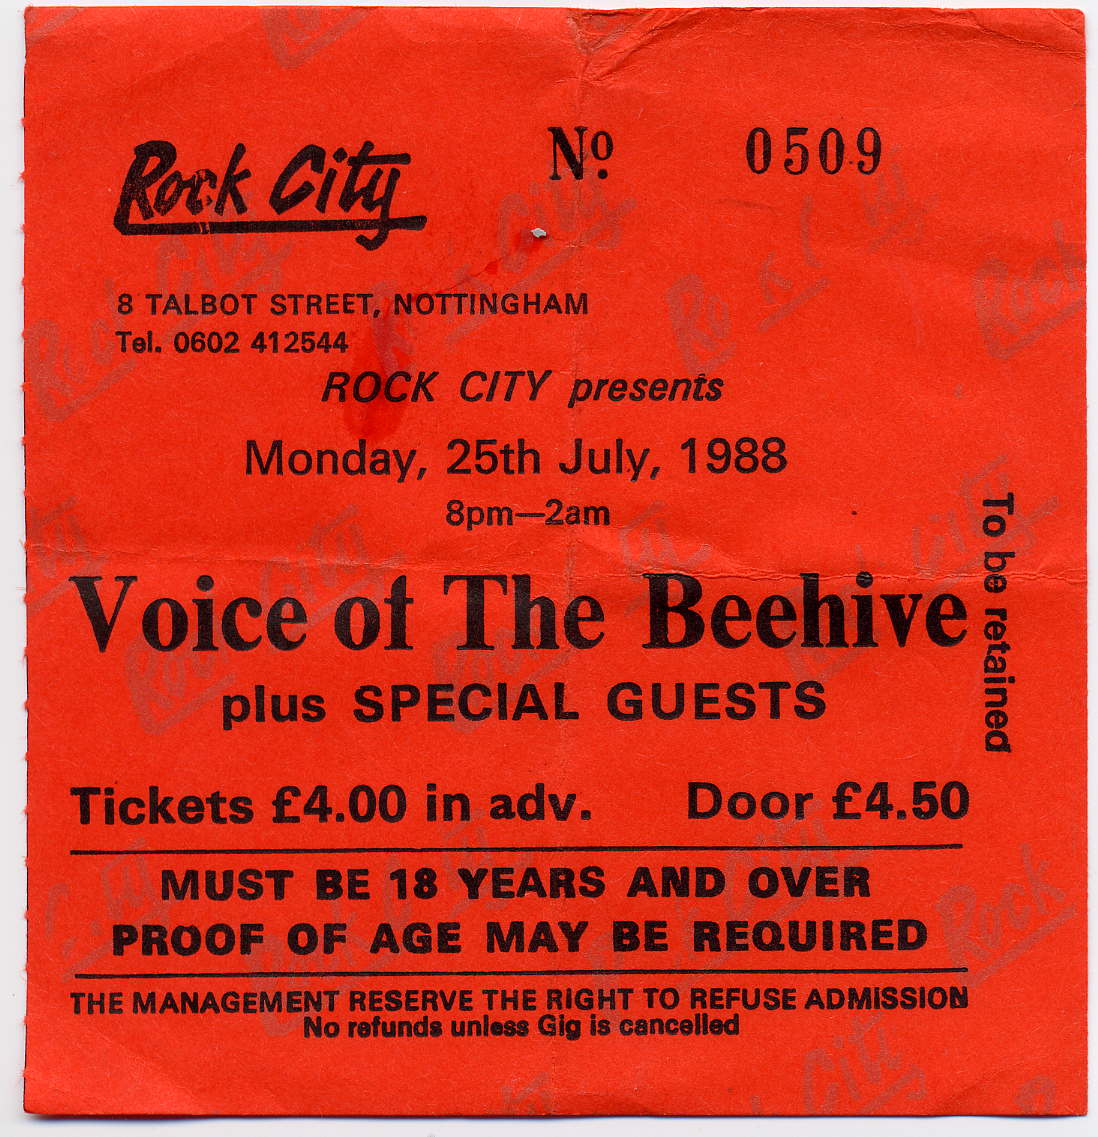 Rock City
Nº. 0509
8 TALBOT STREET, NOTTINGHAM
Tel. 0602 412544
ROCK CITY presents
Monday, 25th July, 1988
8pm—2am
Voice of The Beehive
plus SPECIAL GUESTS
To be retained
Tickets £4.00 in adv. Door £4.50
MUST BE 18 YEARS AND OVER
PROOF OF AGE MAY BE REQUIRED
THE MANAGEMENT RESERVE THE RIGHT TO REFUSE ADMISSION
No refunds unless Gig is cancelled